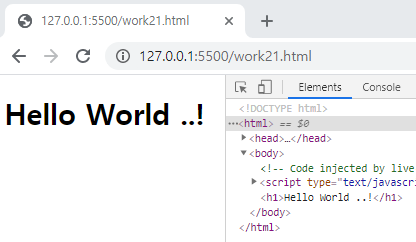 127.0.0.1:5500/work21.html
127.0.0.1:5500/work21.html
Hello World ..!
Elements Console
<!DOCTYPE html>
…<html> == $0
<head>…</head>
<body>
<!-- Code injected by live
<script type="text/javascr
<h1>Hello World ..!</h1>
</body>
</html>